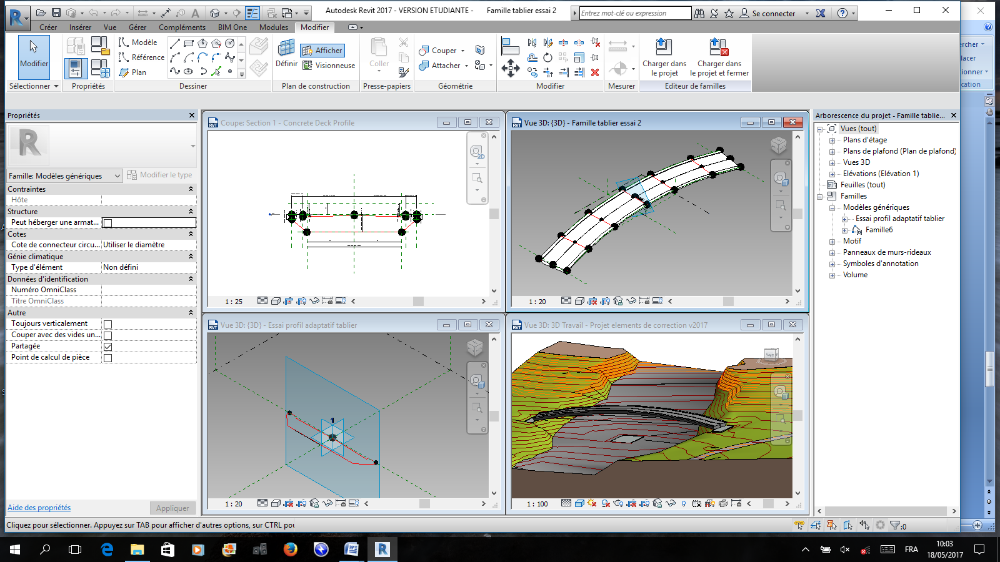 Autodesk Revit 2017 - VERSION ETUDIANTE - Famille tablier essai 2
Entrez mot-clé ou expression
Se connecter
Créer Insérer Vue Gérer Compléments BIM One Modules Modifier
Modifier
Modèle
Référence
Plan
Définir
Afficher
Visionneuse
Coller
Couper
Attacher
Charger dans
le projet
Charger dans
le projet et fermer
Sélectionner Propriétés Dessiner Plan de construction Presse-papiers Géométrie Modifier Mesurer Editeur de familles
ercher
lacer
ionner
cation
Propriétés
Famille: Modèles génériques
Modifier le type
Contraintes
Hôte
Structure
Peut héberger une armat...
Cotes
Cote de connecteur circu... Utiliser le diamètre
Génie climatique
Type d'élément Non défini
Données d'identification
Numéro OmniClass
Titre OmniClass
Autre
Toujours verticalement
Couper avec des vides un...
Partagée
Point de calcul de pièce
Aide des propriétés
Appliquer
Coupe: Section 1 - Concrete Deck Profile
2D
1 : 25
Vue 3D: {3D} - Famille tablier essai 2
1 : 20
Vue 3D: {3D} - Essai profil adaptatif tablier
1
1 : 20
Vue 3D: 3D Travail - Projet elements de correction v2017
1 : 100
Arborescence du projet - Famille tablie...
Vues (tout)
Plans d'étage
Plans de plafond (Plan de plafond)
Vues 3D
Elévations (Elévation 1)
Feuilles (tout)
Familles
Modèles génériques
Essai profil adaptatif tablier
Famille6
Motif
Panneaux de murs-rideaux
Symboles d'annotation
Volume
Cliquez pour sélectionner. Appuyez sur TAB pour afficher d'autres options, sur CTRL pou
:0
FRA
10:03
18/05/2017